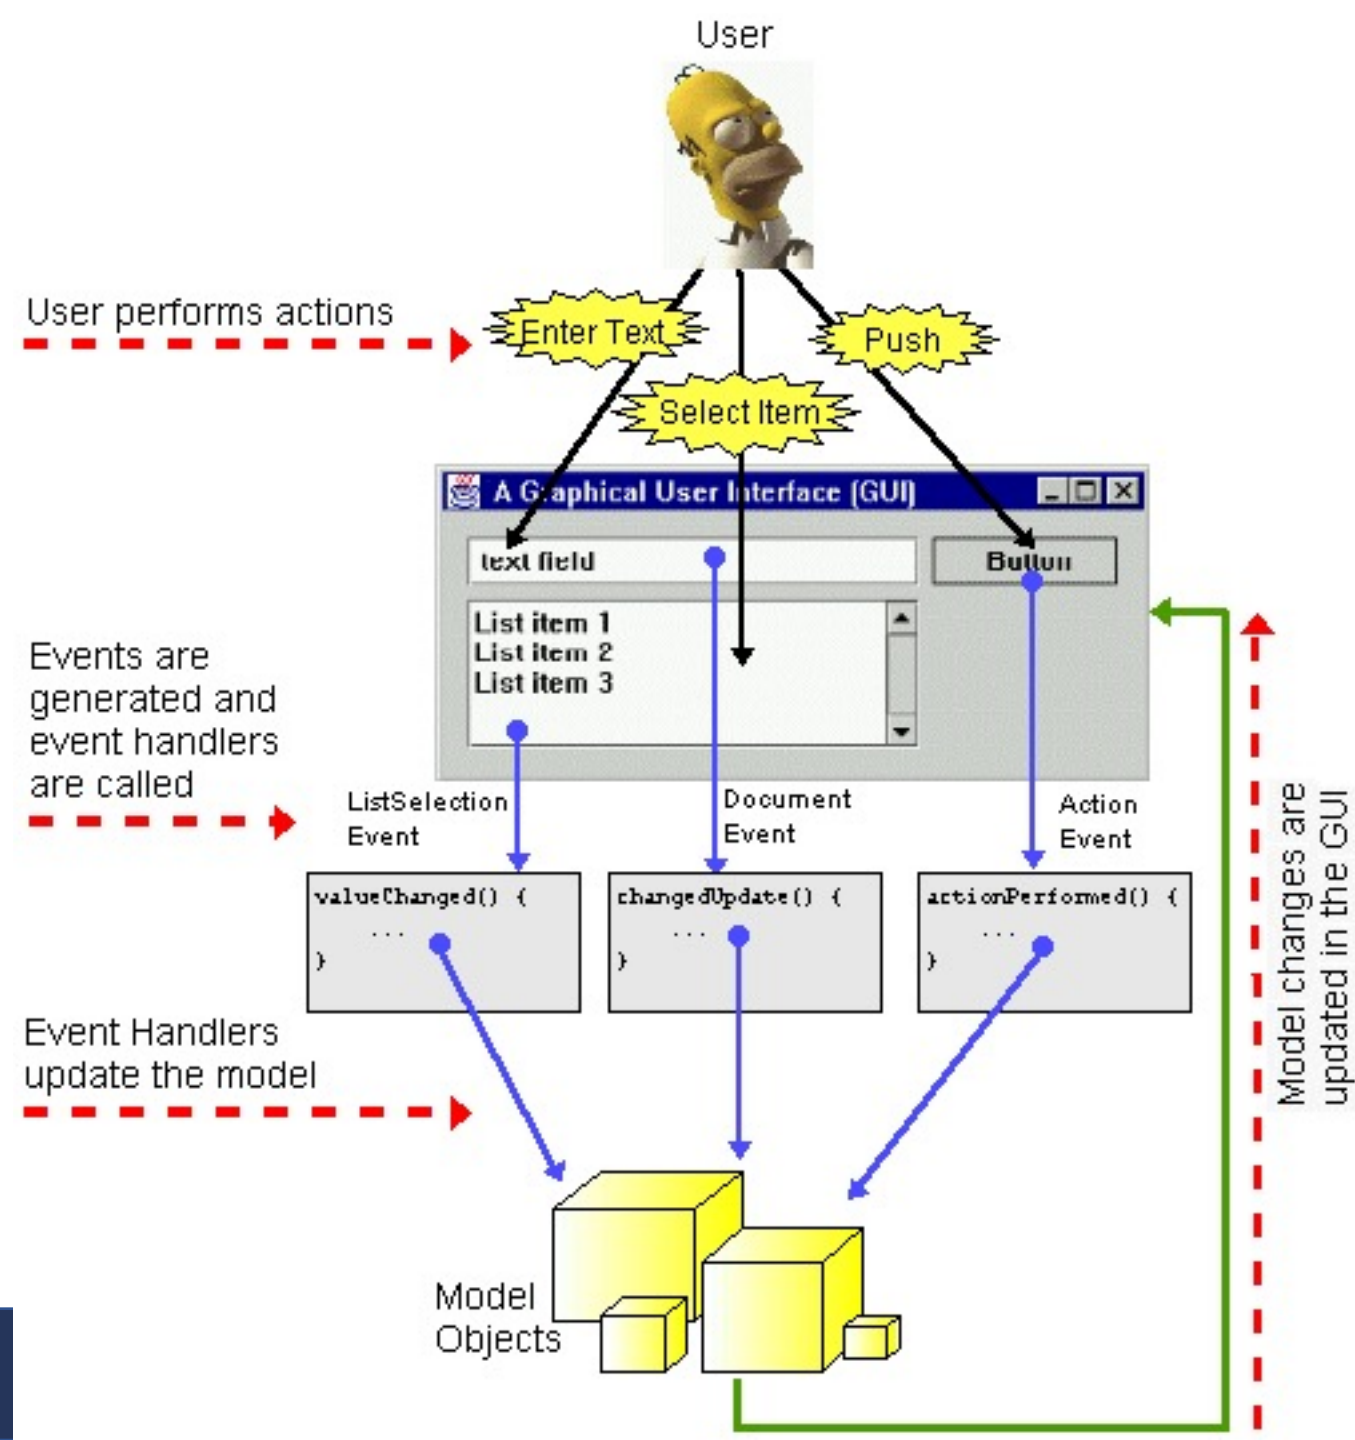 User
User performs actions
Enter Text
Push
Select Item
A Graphical User Interface (GUI)
text field
Button
List item 1
List item 2
List item 3
Events are
generated and
event handlers
are called
ListSelection
Event
Document
Event
Action
Event
valueChanged() {
...
}
changedUpdate() {
...
}
actionPerformed() {
...
}
Event Handlers
update the model
Model
Objects
Model changes are
updated in the GUI